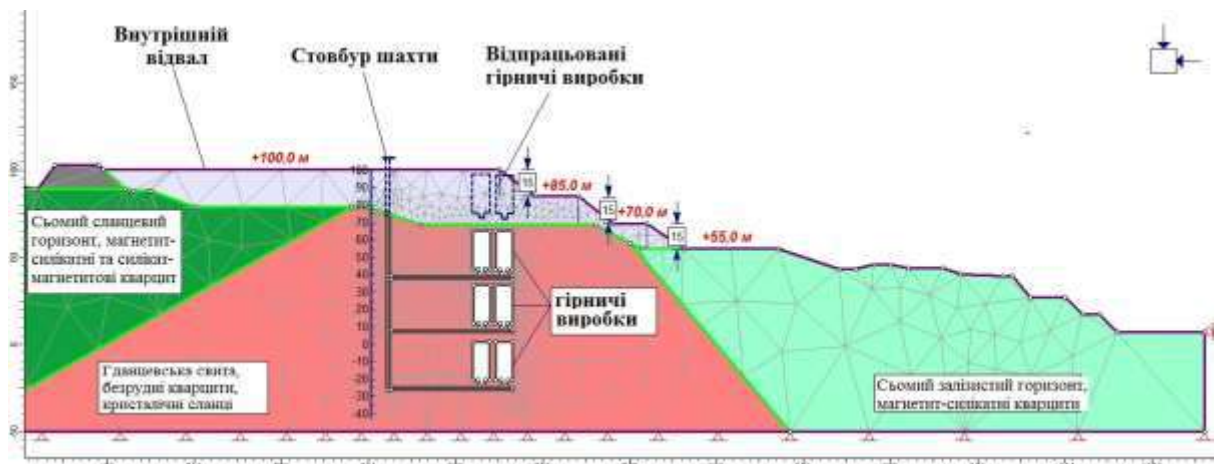 Внутрішній
відвал
Стовбур шахти
Відпрацьовані
гірничі виробки
+100,0 м
15
+85,0 м
15
+70,0 м
15
+55,0 м
100
90
80
70
60
50
40
30
20
10
0
-10
-20
-30
-40
Сьомий сланцевий
горизонт, магнетит-
силікатні та силікат-
магнетитові кварцит
гірничі
виробки
Гданцевська свита,
безрудні кварцити,
кристалічні сланці
Сьомий залізистий горизонт,
магнетит-силікатні кварцити